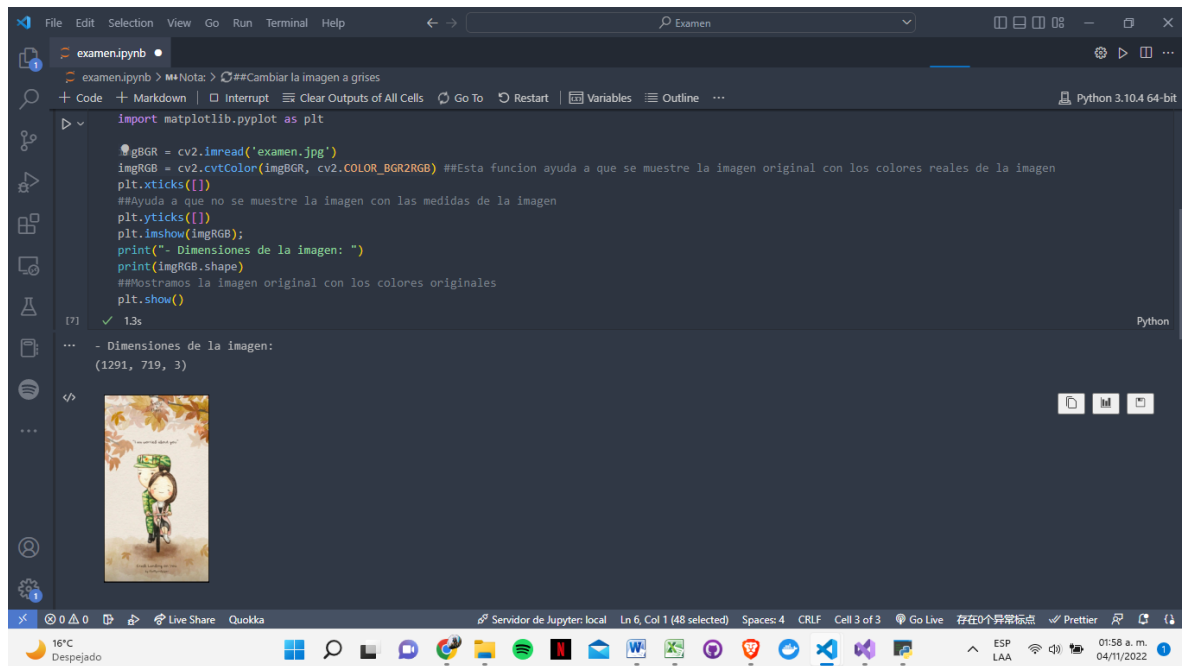 File Edit Selection View Go Run Terminal Help
Examen
examen.ipynb
examen.ipynb > M↓Nota: > ##Cambiar la imagen a grises
+ Code + Markdown Interrupt Clear Outputs of All Cells Go To Restart Variables Outline ...
Python 3.10.4 64-bit
import matplotlib.pyplot as plt
gBGR = cv2.imread('examen.jpg')
imgRGB = cv2.cvtColor(imgBGR, cv2.COLOR_BGR2RGB) ##Esta funcion ayuda a que se muestre la imagen original con los colores reales de la imagen
plt.xticks([])
##Ayuda a que no se muestre la imagen con las medidas de la imagen
plt.yticks([])
plt.imshow(imgRGB);
print("- Dimensiones de la imagen: ")
print(imgRGB.shape)
##Mostramos la imagen original con los colores originales
plt.show()
[7] ✓ 1.3s
Python
- Dimensiones de la imagen:
(1291, 719, 3)
"I am worried about you"
0 0 Live Share Quokka Servidor de Jupyter: local Ln 6, Col 1 (48 selected) Spaces: 4 CRLF Cell 3 of 3 Go Live 存在0个异常标点 Prettier
16°C
Despejado
ESP
LAA
01:58 a. m.
04/11/2022
1